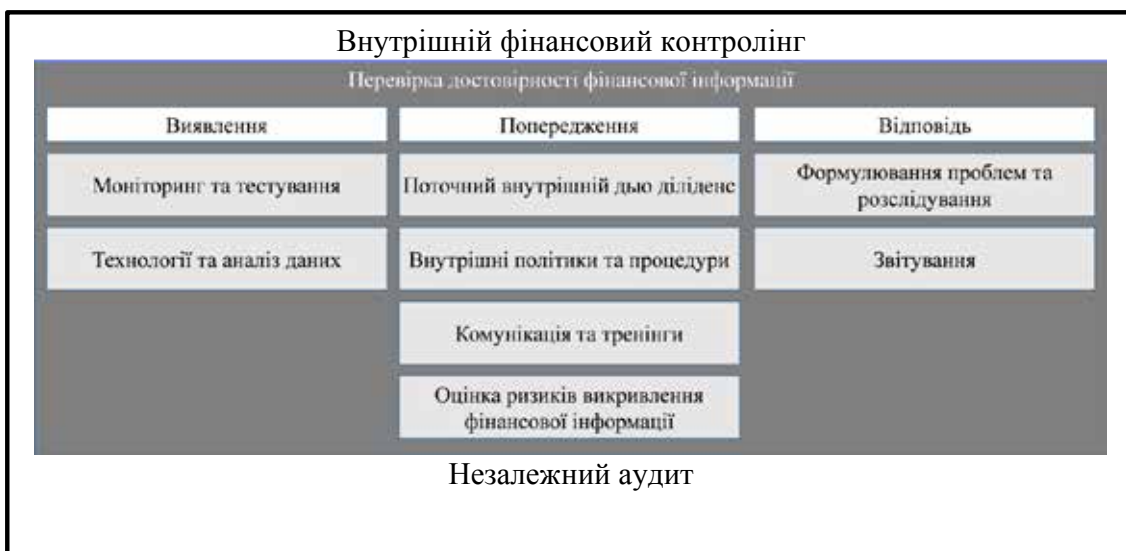 Внутрішній фінансовий контролінг
Перевірка достовірності фінансової інформації
Виявлення
Попередження
Відповідь
Моніторинг та тестування
Поточний внутрішній дью діліденс
Формулювання проблем та
розслідування
Технології та аналіз даних
Внутрішні політики та процедури
Звітування
Комунікація та тренінги
Оцінка ризиків викривлення
фінансової інформації
Незалежний аудит